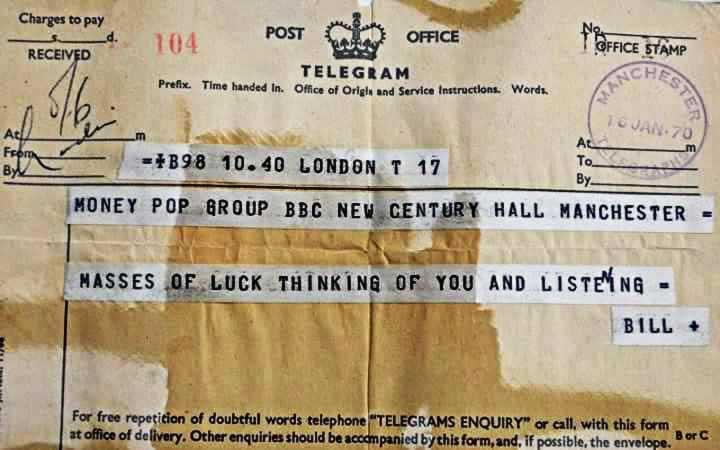 Charges to pay
s. d.
RECEIVED
104
POST OFFICE
TELEGRAM
Prefix. Time handed In. Office of Origin and Service Instructions. Words.
No.
OFFICE STAMP
MANCHESTER
16 JAN · 70
TELEGRAPHS
At m
From
By
At m
To
By
=‡B98 10.40 LONDON T 17
MONEY POP GROUP BBC NEW CENTURY HALL MANCHESTER =
MASSES OF LUCK THINKING OF YOU AND LISTENING =
BILL +
For free repetition of doubtful words telephone "TELEGRAMS ENQUIRY" or call, with this form
at office of delivery. Other enquiries should be accompanied by this form, and, if possible, the envelope. B or C